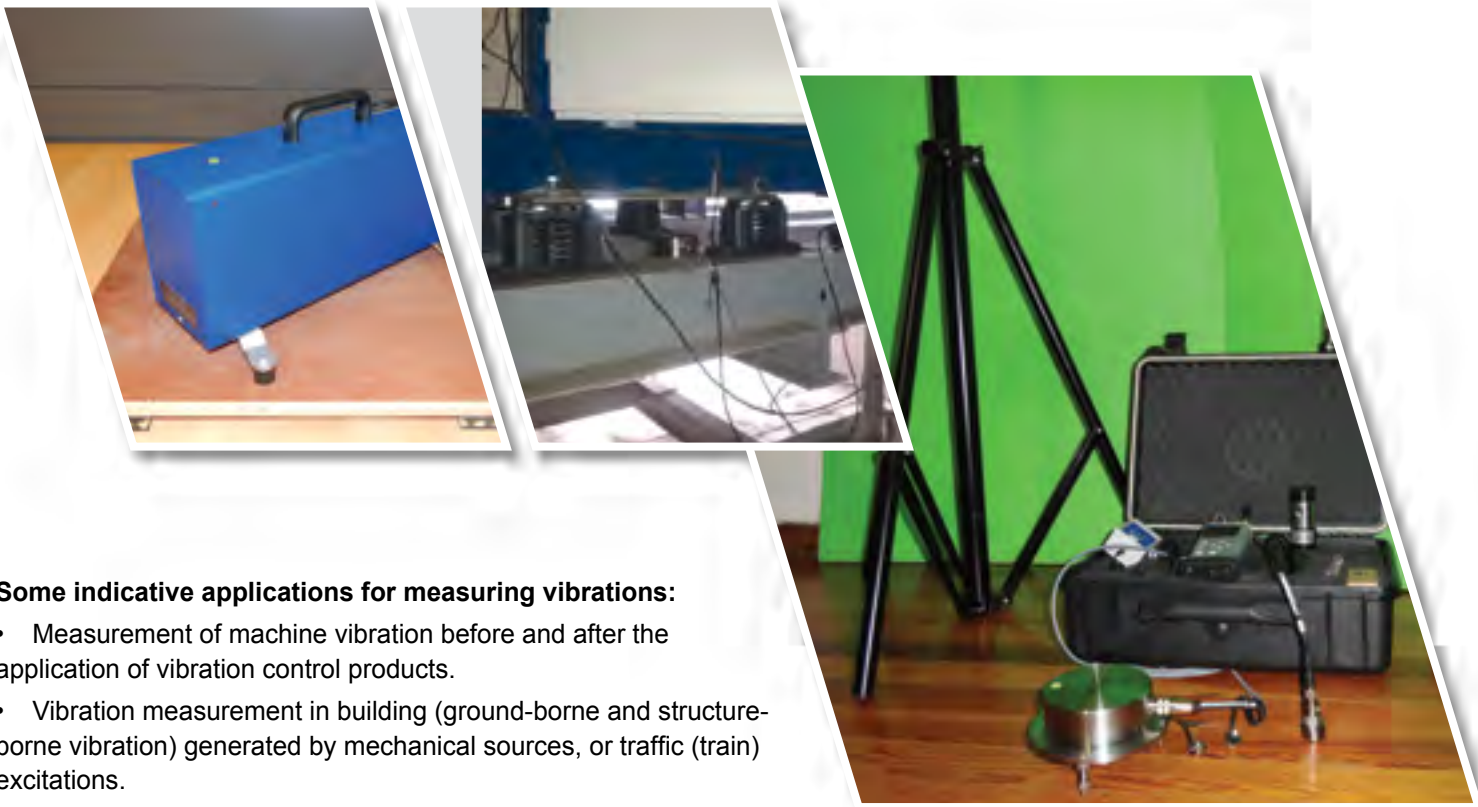 Some indicative applications for measuring vibrations:
• Measurement of machine vibration before and after the
application of vibration control products.
• Vibration measurement in building (ground-borne and structure-
borne vibration) generated by mechanical sources, or traffic (train)
excitations.